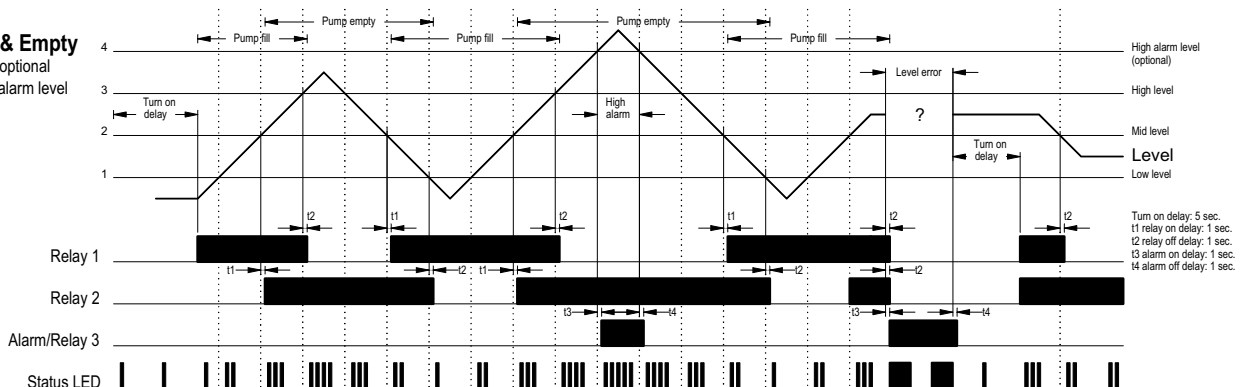 & Empty
optional
alarm level
Pump empty
Pump empty
Pump fill
Pump fill
Pump fill
4
High alarm level
(optional)
Level error
3
High level
Turn on
delay
High
alarm
?
2
Mid level
Turn on
delay
Level
1
Low level
t2
t1
t2
t1
t2
t2
Turn on delay: 5 sec.
t1 relay on delay: 1 sec.
t2 relay off delay: 1 sec.
t3 alarm on delay: 1 sec.
t4 alarm off delay: 1 sec.
Relay 1
t1
t2
t1
t2
t2
Relay 2
t3
t4
t3
t4
Alarm/Relay 3
Status LED